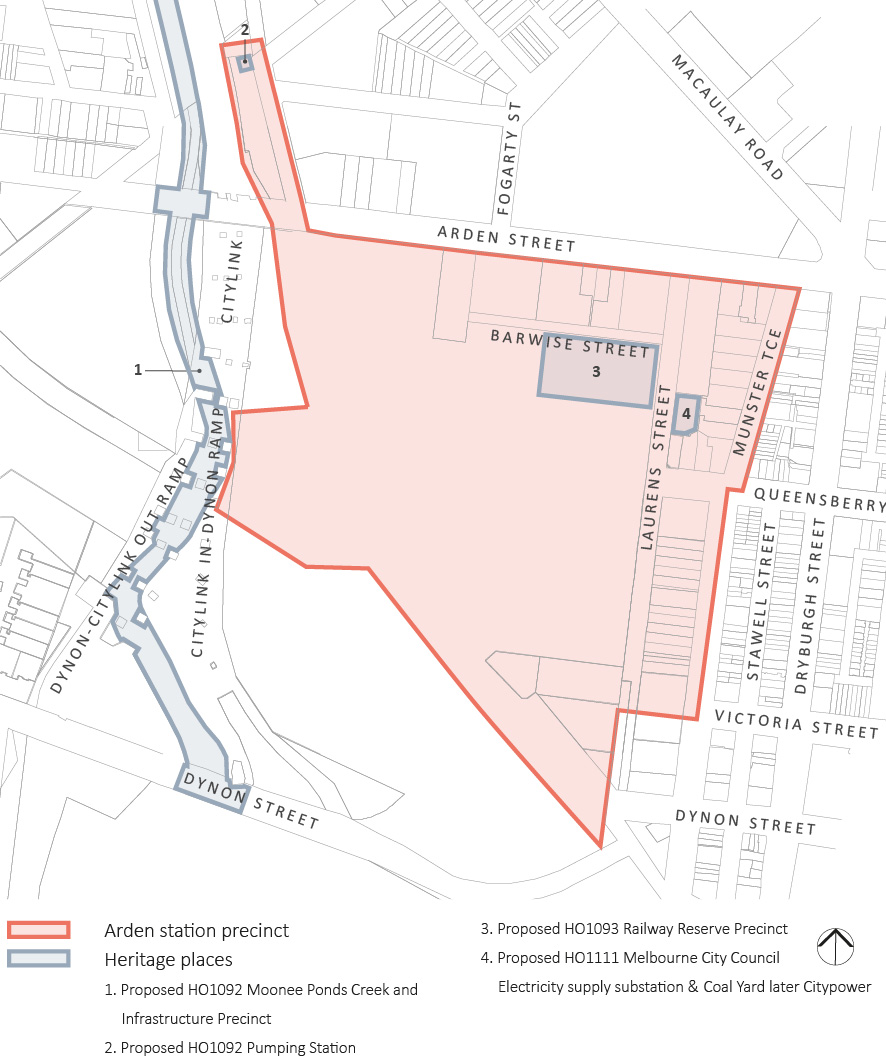 2
MACAULAY ROAD
FOGARTY ST
ARDEN STREET
CITYLINK
BARWISE STREET
1
3
4
MUNSTER TCE
LAURENS STREET
QUEENSBERRY
DYNON-CITYLINK OUT RAMP
CITYLINK IN-DYNON RAMP
STAWELL STREET
DRYBURGH STREET
VICTORIA STREET
DYNON STREET
DYNON STREET
Arden station precinct
Heritage places
1. Proposed HO1092 Moonee Ponds Creek and
Infrastructure Precinct
2. Proposed HO1092 Pumping Station
3. Proposed HO1093 Railway Reserve Precinct
4. Proposed HO1111 Melbourne City Council
Electricity supply substation & Coal Yard later Citypower